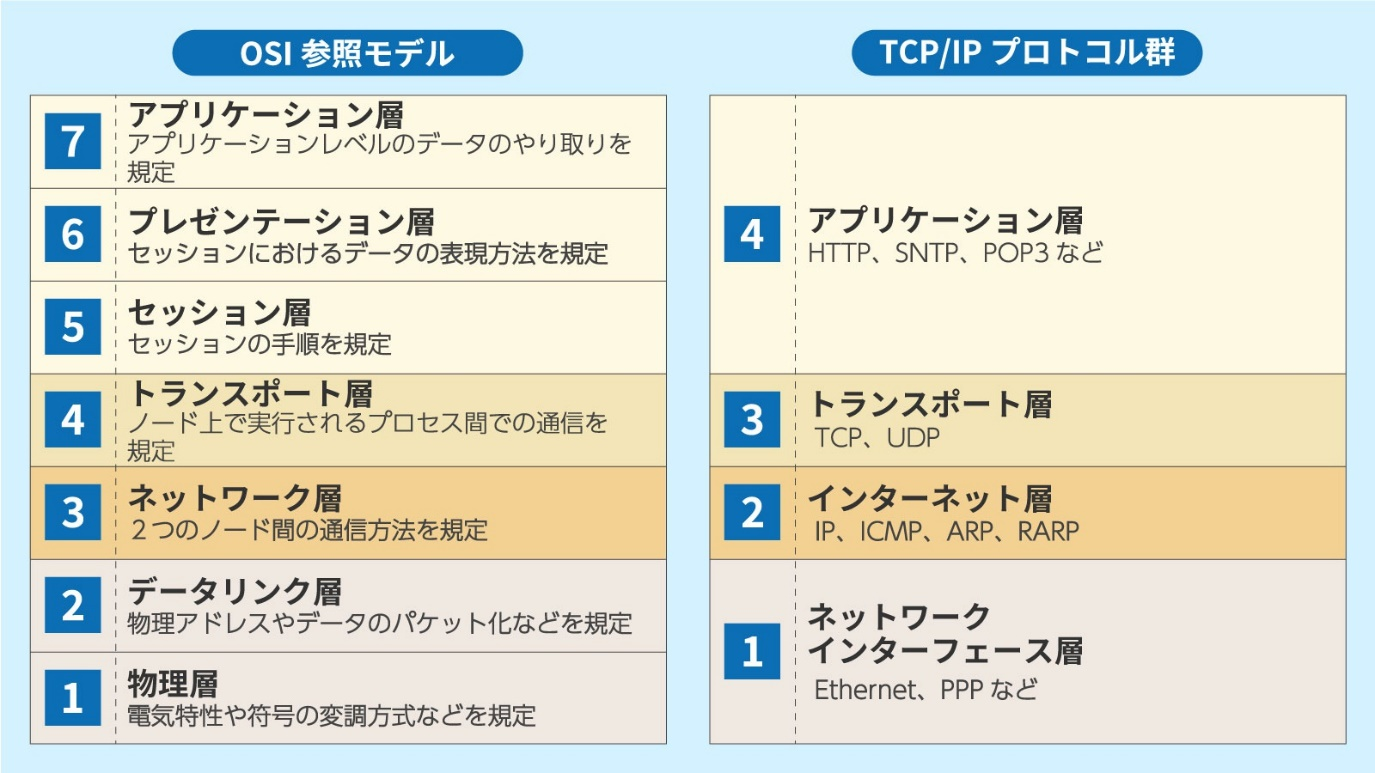 OSI 参照モデル
7
アプリケーション層
アプリケーションレベルのデータのやり取りを
規定
6
プレゼンテーション層
セッションにおけるデータの表現方法を規定
5
セッション層
セッションの手順を規定
4
トランスポート層
ノード上で実行されるプロセス間での通信を
規定
3
ネットワーク層
2つのノード間の通信方法を規定
2
データリンク層
物理アドレスやデータのパケット化などを規定
1
物理層
電気特性や符号の変調方式などを規定
TCP/IP プロトコル群
4
アプリケーション層
HTTP、SNTP、POP3 など
3
トランスポート層
TCP、UDP
2
インターネット層
IP、ICMP、ARP、RARP
1
ネットワーク
インターフェース層
Ethernet、PPP など